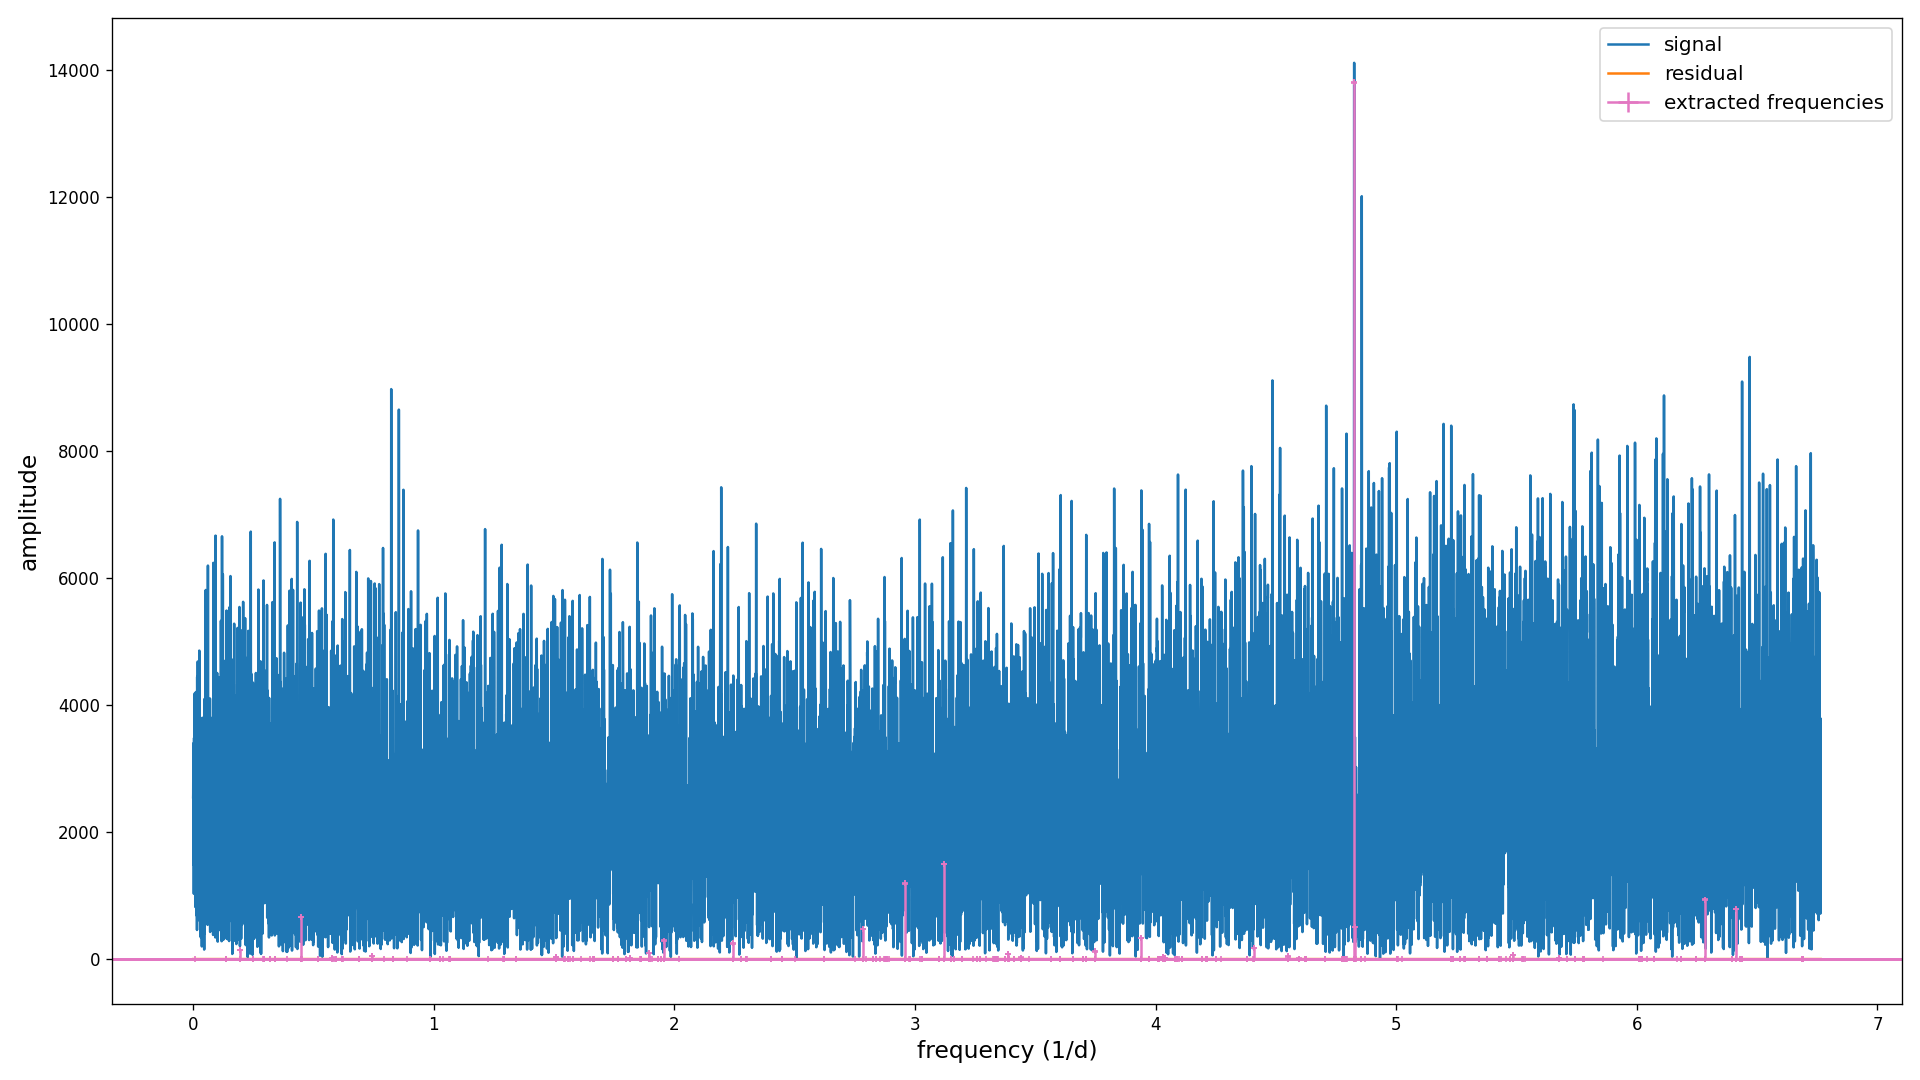 signal
residual
extracted frequencies
14000
12000
10000
8000
6000
4000
2000
0
amplitude
0 1 2 3 4 5 6 7
frequency (1/d)